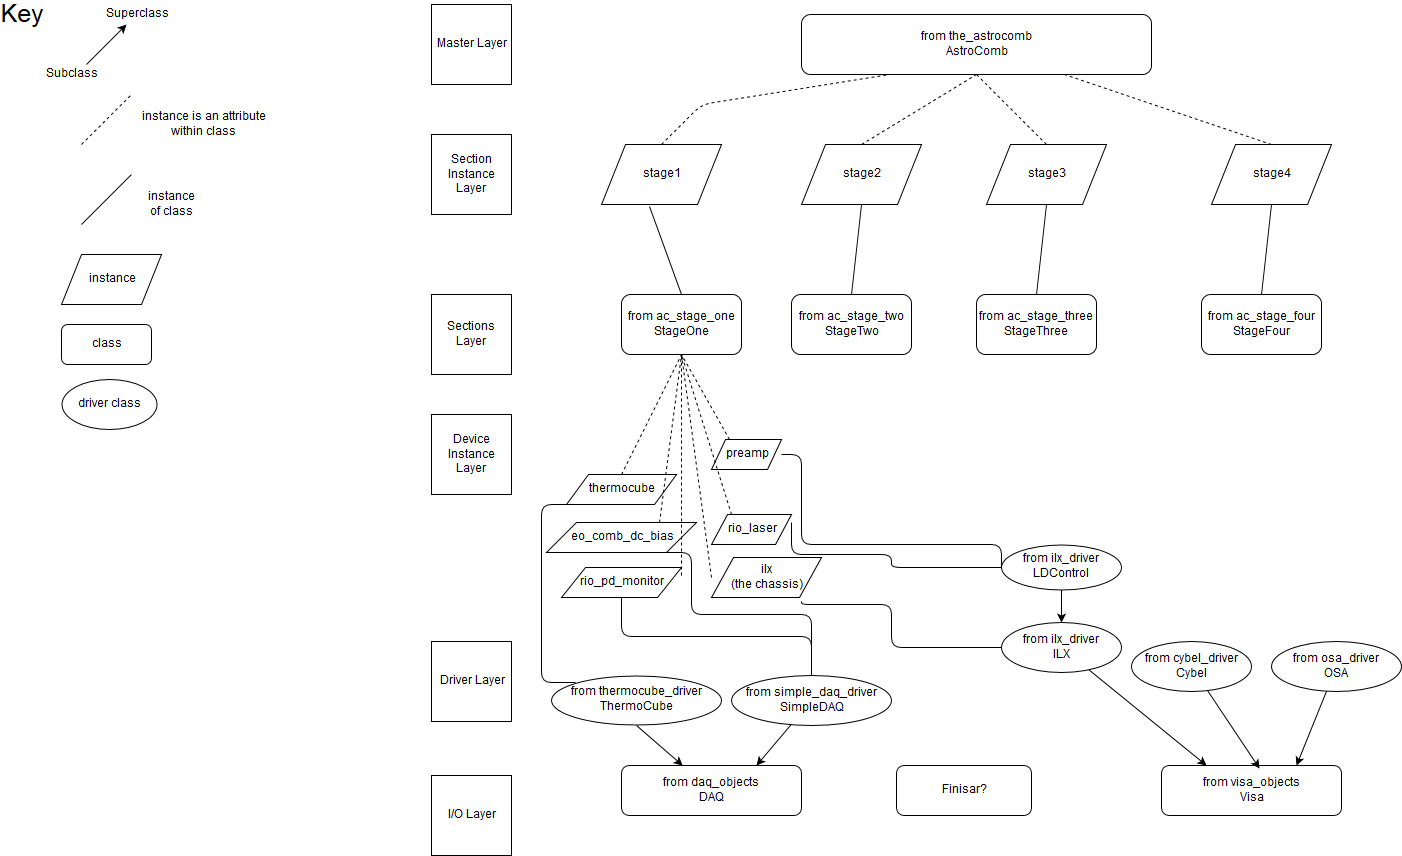 Key
Superclass
Subclass
instance is an attribute
within class
instance
of class
instance
class
driver class
Master Layer
from the_astrocomb
AstroComb
Section
Instance
Layer
stage1
stage2
stage3
stage4
Sections
Layer
from ac_stage_one
StageOne
from ac_stage_two
StageTwo
from ac_stage_three
StageThree
from ac_stage_four
StageFour
Device
Instance
Layer
preamp
thermocube
rio_laser
eo_comb_dc_bias
ilx
(the chassis)
rio_pd_monitor
from ilx_driver
LDControl
Driver Layer
from ilx_driver
ILX
from cybel_driver
Cybel
from osa_driver
OSA
from thermocube_driver
ThermoCube
from simple_daq_driver
SimpleDAQ
I/O Layer
from daq_objects
DAQ
Finisar?
from visa_objects
Visa